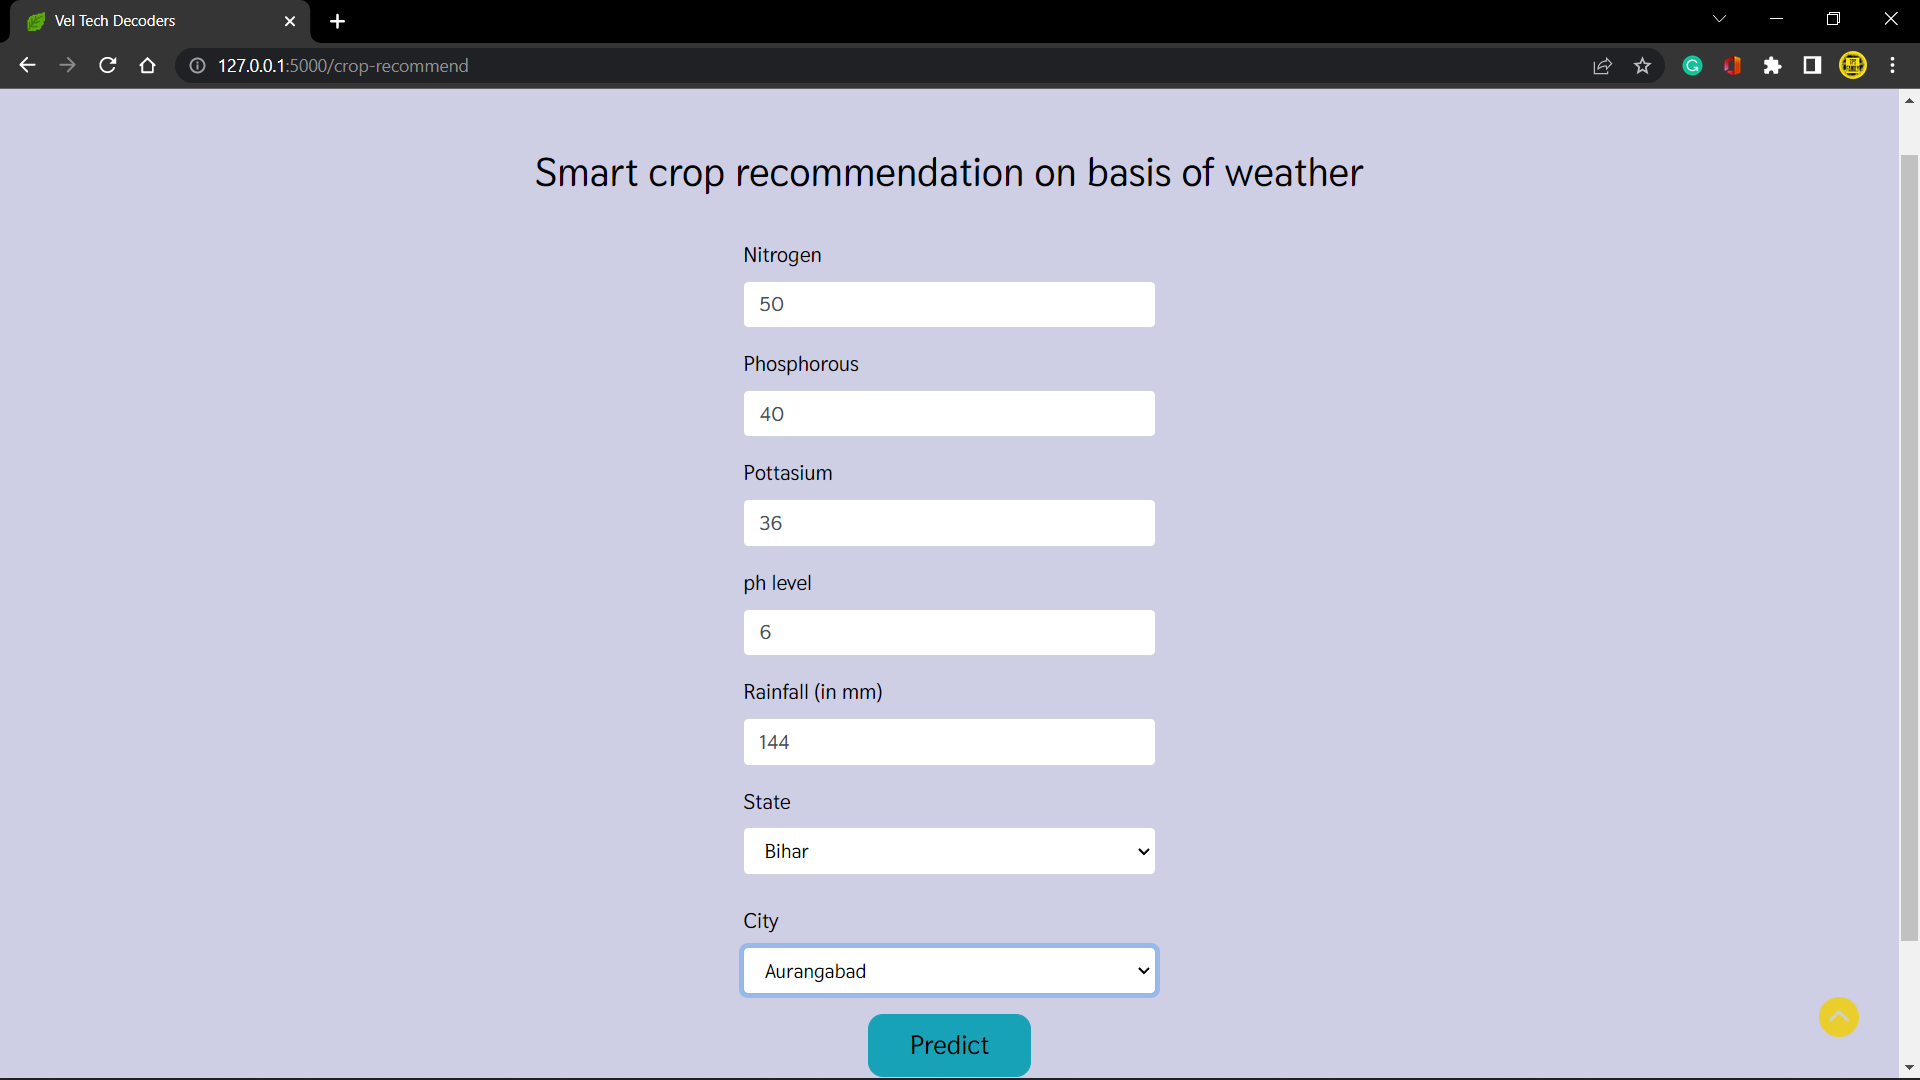 Vel Tech Decoders
127.0.0.1:5000/crop-recommend
Smart crop recommendation on basis of weather
Nitrogen
50
Phosphorous
40
Pottasium
36
ph level
6
Rainfall (in mm)
144
State
Bihar
City
Aurangabad
Predict